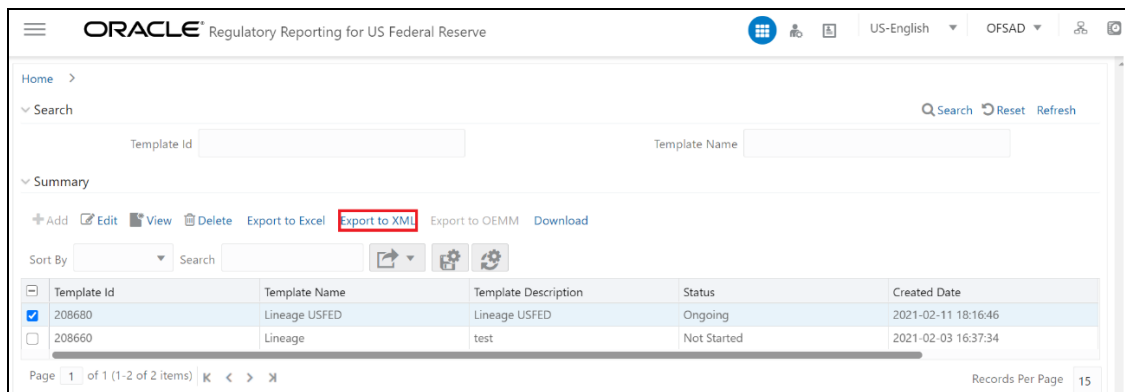 ORACLE® Regulatory Reporting for US Federal Reserve US-English OFSAD
Home >
Search Search Reset Refresh
Template Id Template Name
Summary
Add Edit View Delete Export to Excel Export to XML Export to OEMM Download
Sort By Search
Template Id Template Name Template Description Status Created Date
208680 Lineage USFED Lineage USFED Ongoing 2021-02-11 18:16:46
208660 Lineage test Not Started 2021-02-03 16:37:34
Page 1 of 1 (1-2 of 2 items) Records Per Page 15